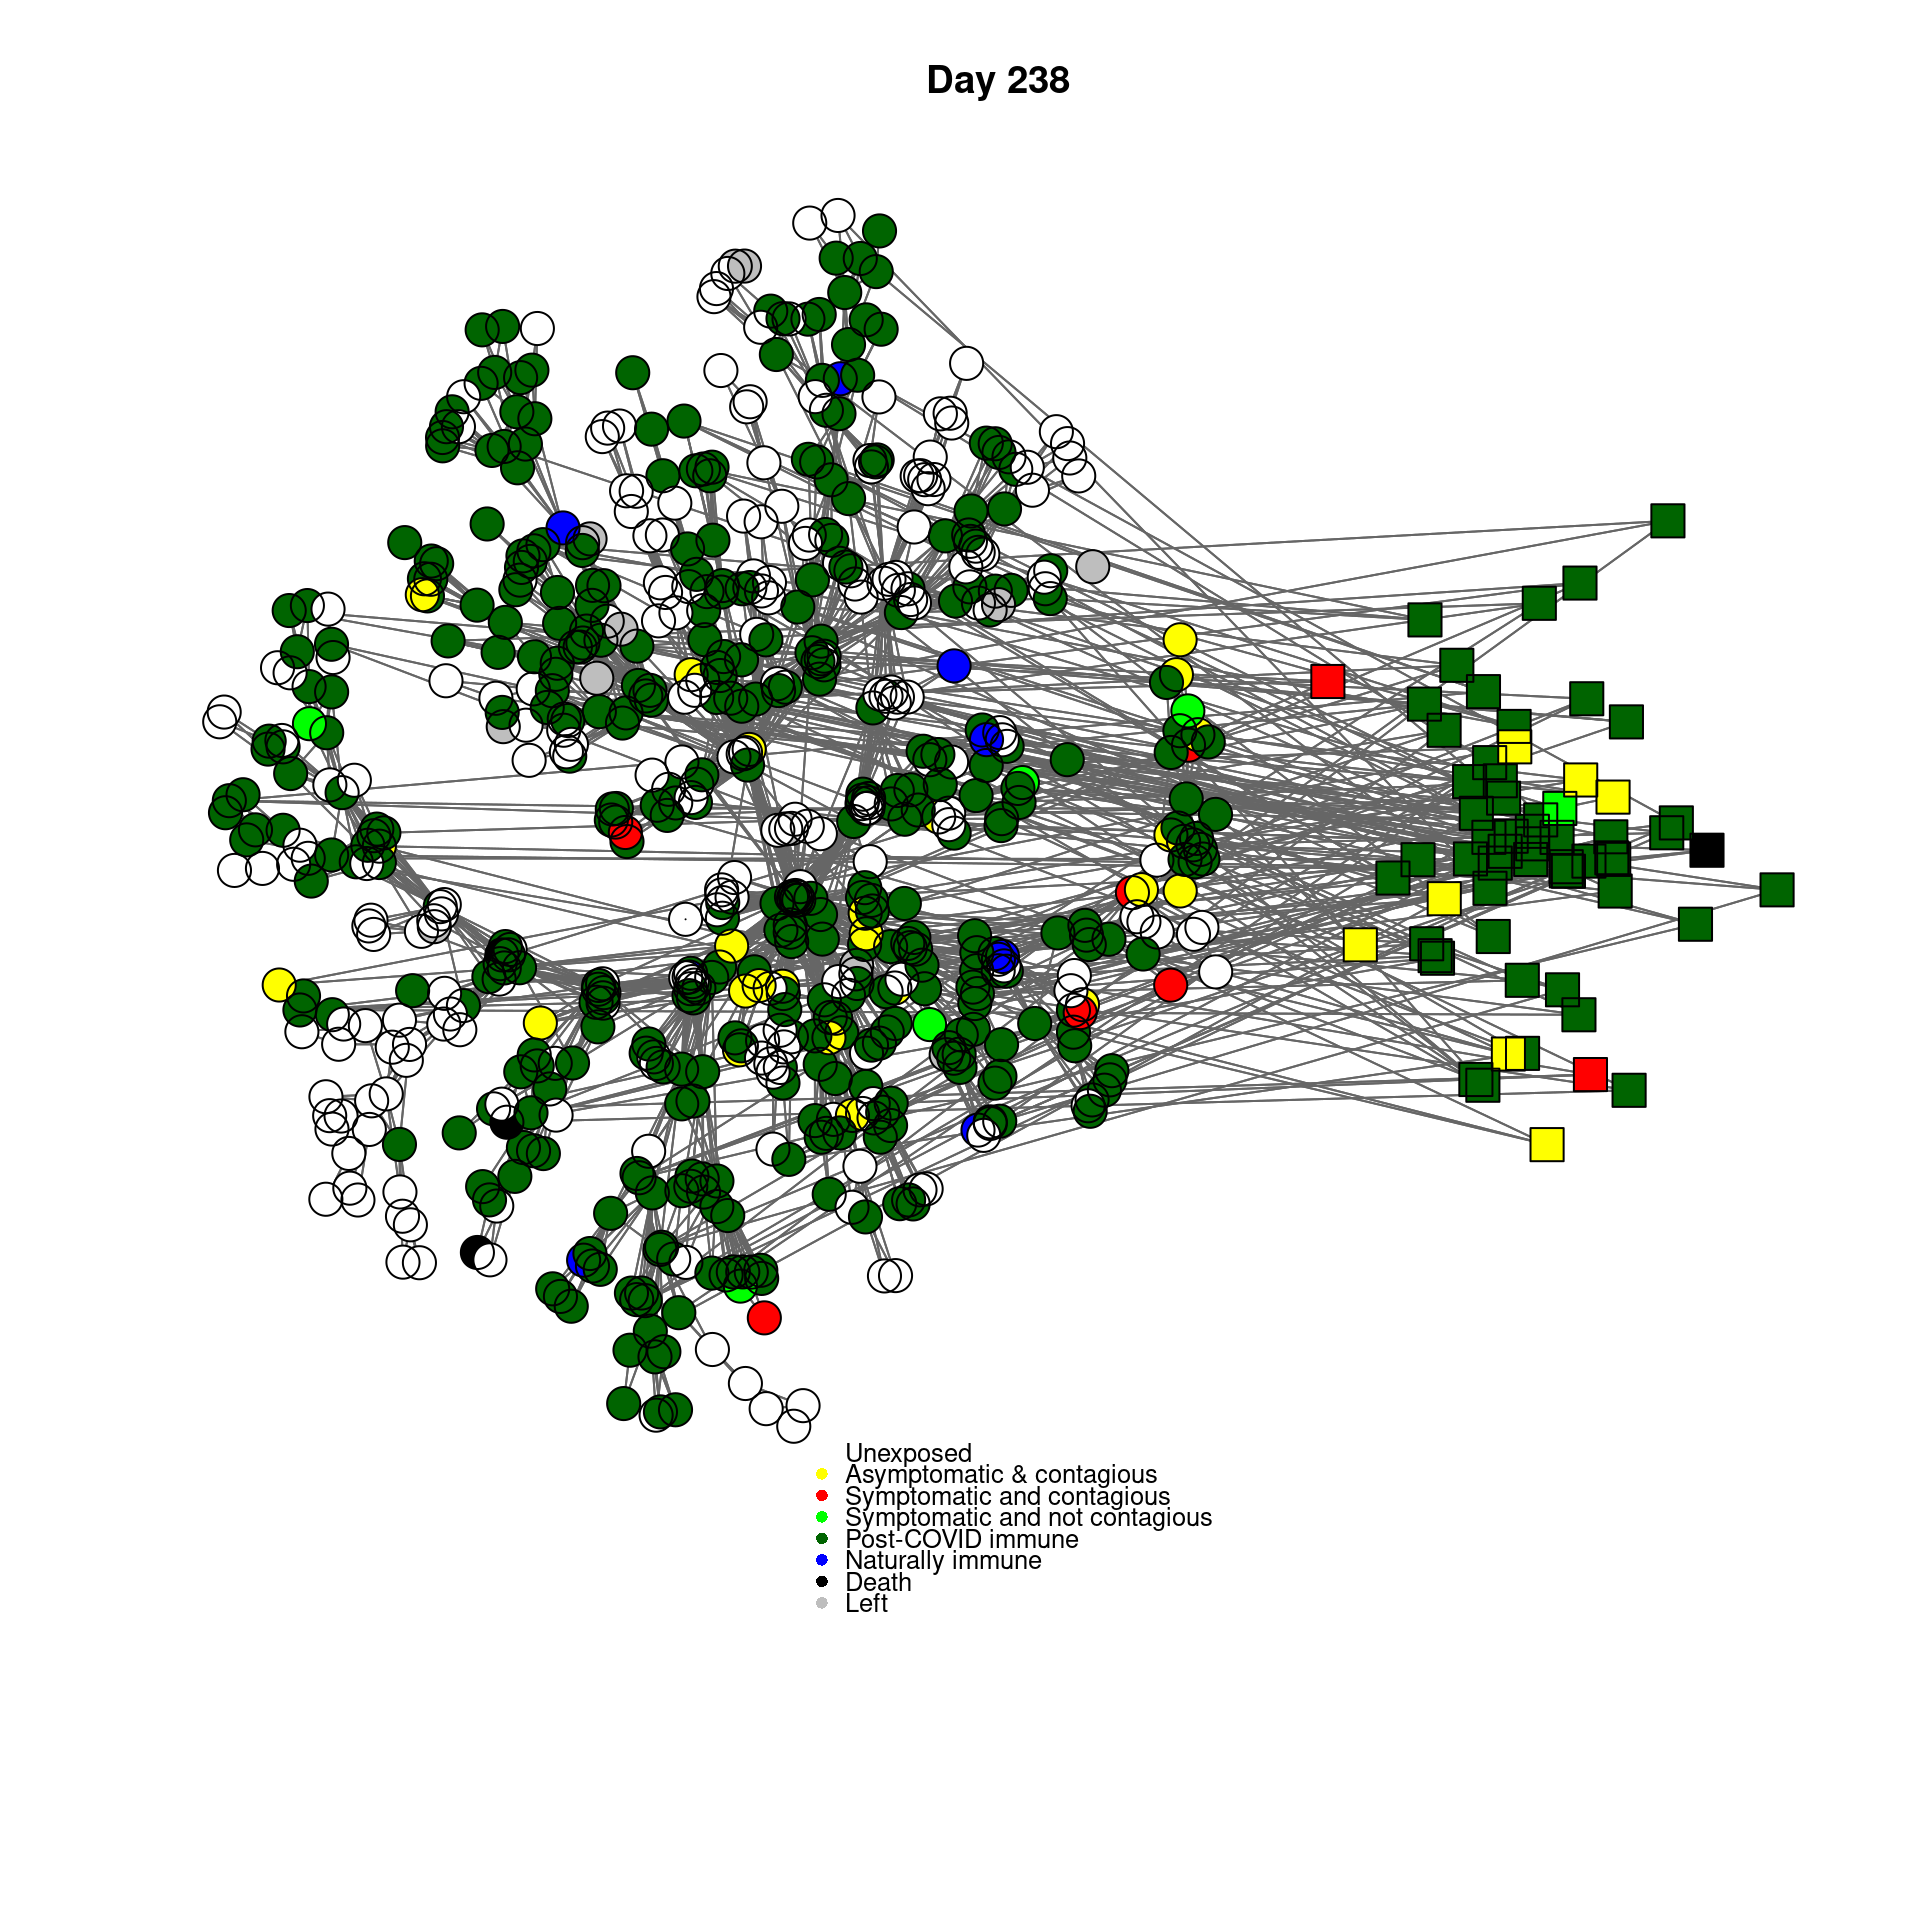 Day 238
Unexposed
Asymptomatic & contagious
Symptomatic and contagious
Symptomatic and not contagious
Post-COVID immune
Naturally immune
Death
Left